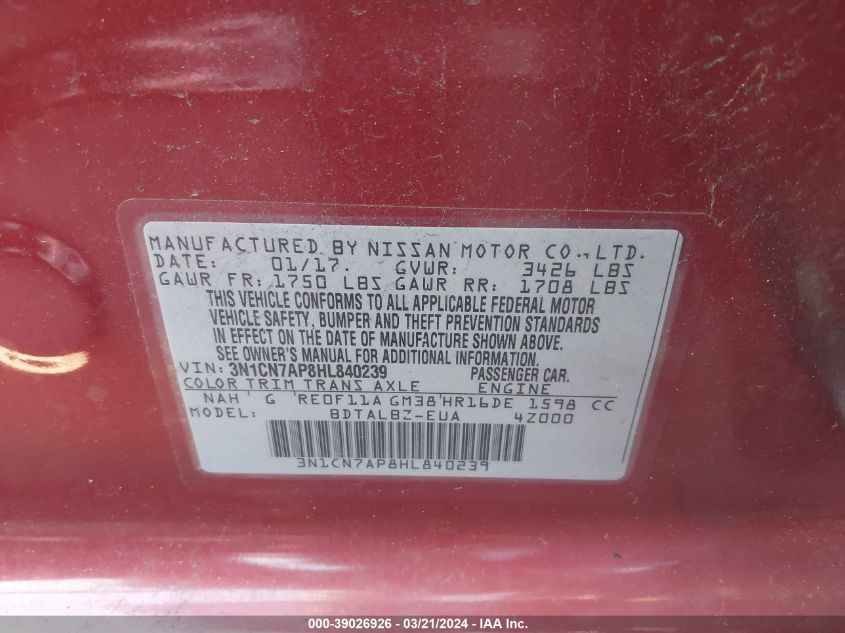 MANUFACTURED BY NISSAN MOTOR CO., LTD.
DATE: 01/17. GVWR: 3426 LBS
GAWR FR: 1750 LBS GAWR RR: 1708 LBS
THIS VEHICLE CONFORMS TO ALL APPLICABLE FEDERAL MOTOR
VEHICLE SAFETY, BUMPER AND THEFT PREVENTION STANDARDS
IN EFFECT ON THE DATE OF MANUFACTURE SHOWN ABOVE.
SEE OWNER'S MANUAL FOR ADDITIONAL INFORMATION.
VIN: 3N1CN7AP8HL840239 PASSENGER CAR.
COLOR TRIM TRANS AXLE ENGINE
NAH G RE0F11A GM38 HR16DE 1598 CC
MODEL: BDTALBZ-EUA 4Z000
3N1CN7AP8HL840239
000-39026926 - 03/21/2024 - Copyright © 2024 IAA, Inc.